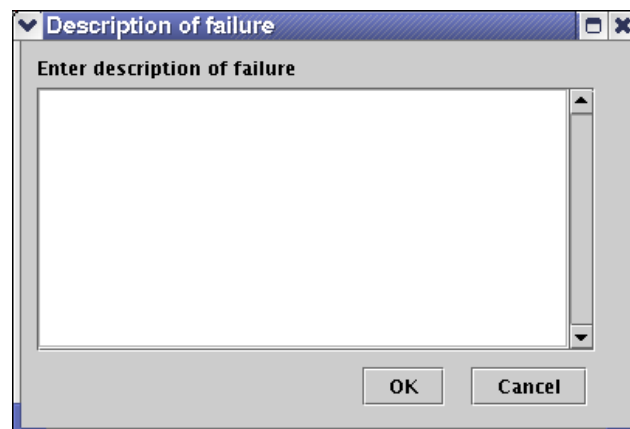 Description of failure
Enter description of failure
OK
Cancel